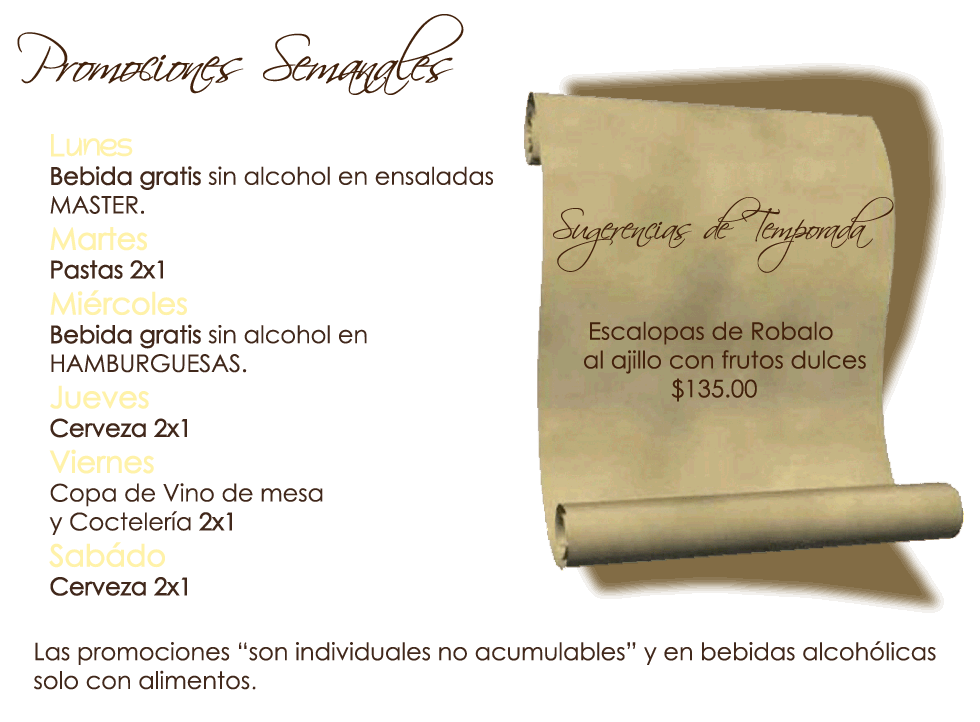 Promociones Semanales
Lunes
Bebida gratis sin alcohol en ensaladas
MASTER.
Martes
Pastas 2x1
Miércoles
Bebida gratis sin alcohol en
HAMBURGUESAS.
Jueves
Cerveza 2x1
Viernes
Copa de Vino de mesa
y Coctelería 2x1
Sabádo
Cerveza 2x1
Sugerencias de Temporada
Escalopas de Robalo
al ajillo con frutos dulces
$135.00
Las promociones “son individuales no acumulables” y en bebidas alcohólicas
solo con alimentos.